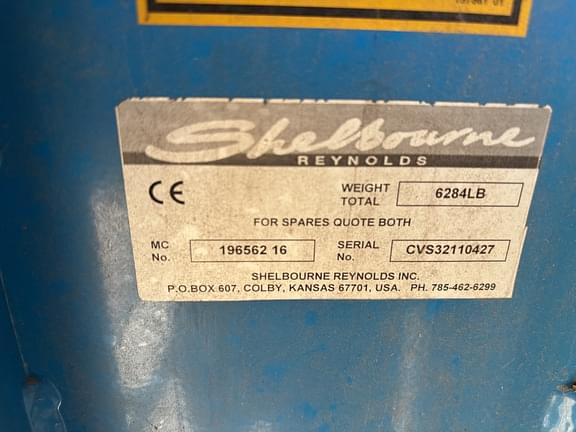 Shelbourne
REYNOLDS
CE
WEIGHT TOTAL 6284LB
FOR SPARES QUOTE BOTH
MC No. 196562 16 SERIAL No. CVS32110427
SHELBOURNE REYNOLDS INC.
P.O.BOX 607, COLBY, KANSAS 67701, USA. PH. 785-462-6299